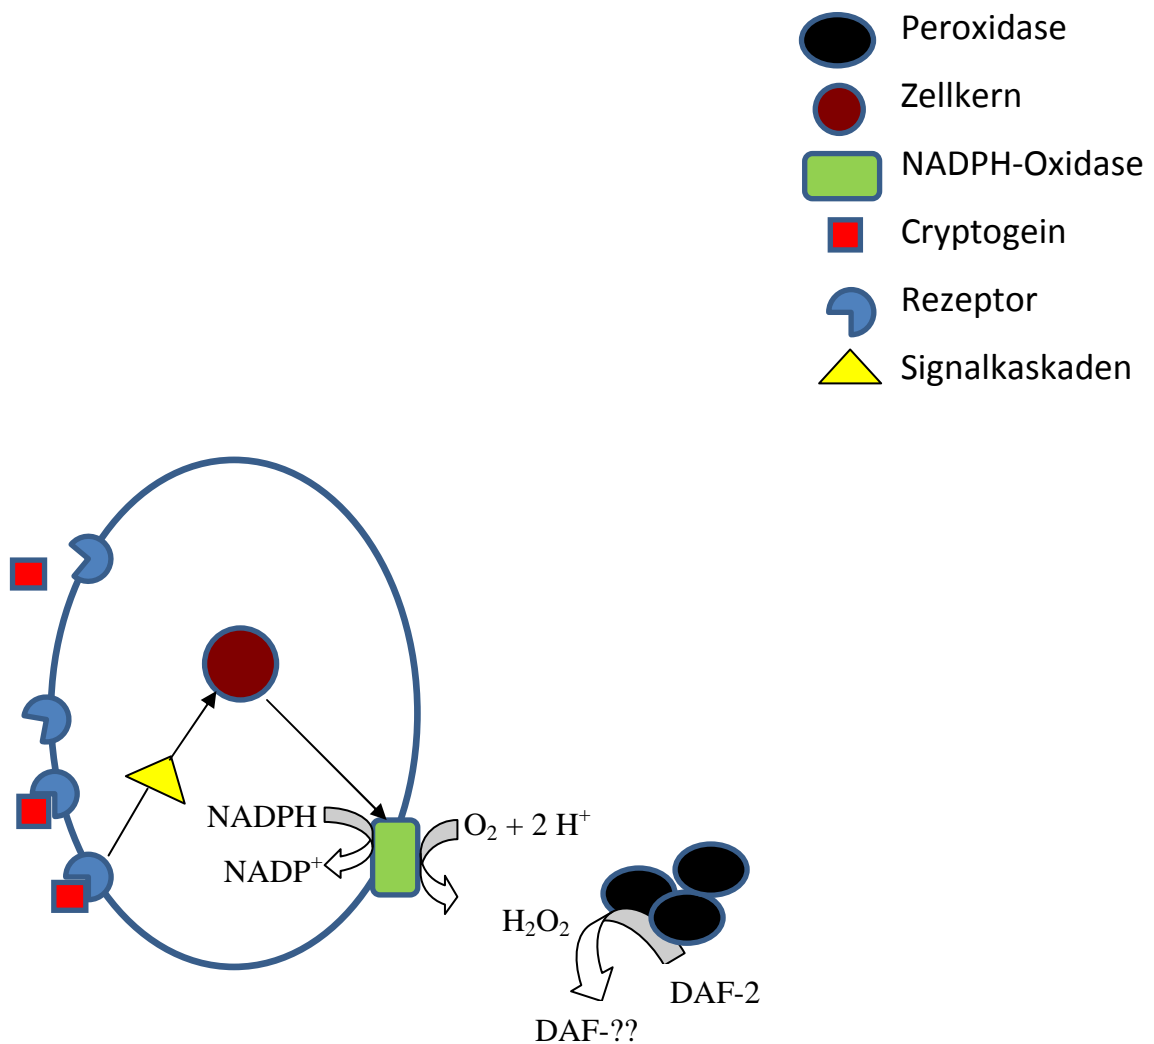 Peroxidase
Zellkern
NADPH-Oxidase
Cryptogein
Rezeptor
Signalkaskaden
NADPH
O₂ + 2 H⁺
NADP⁺
H₂O₂
DAF-2
DAF-??